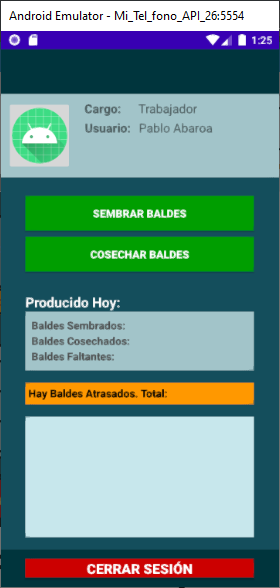 Android Emulator - Mi_Tel_fono_API_26:5554
1:25
Cargo: Trabajador
Usuario: Pablo Abaroa
SEMBRAR BALDES
COSECHAR BALDES
Producido Hoy:
Baldes Sembrados:
Baldes Cosechados:
Baldes Faltantes:
Hay Baldes Atrasados. Total:
CERRAR SESIÓN